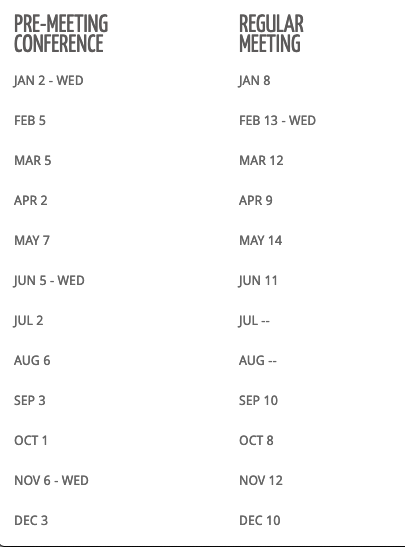 PRE-MEETING CONFERENCE REGULAR MEETING
JAN 2 - WED JAN 8
FEB 5 FEB 13 - WED
MAR 5 MAR 12
APR 2 APR 9
MAY 7 MAY 14
JUN 5 - WED JUN 11
JUL 2 JUL --
AUG 6 AUG --
SEP 3 SEP 10
OCT 1 OCT 8
NOV 6 - WED NOV 12
DEC 3 DEC 10